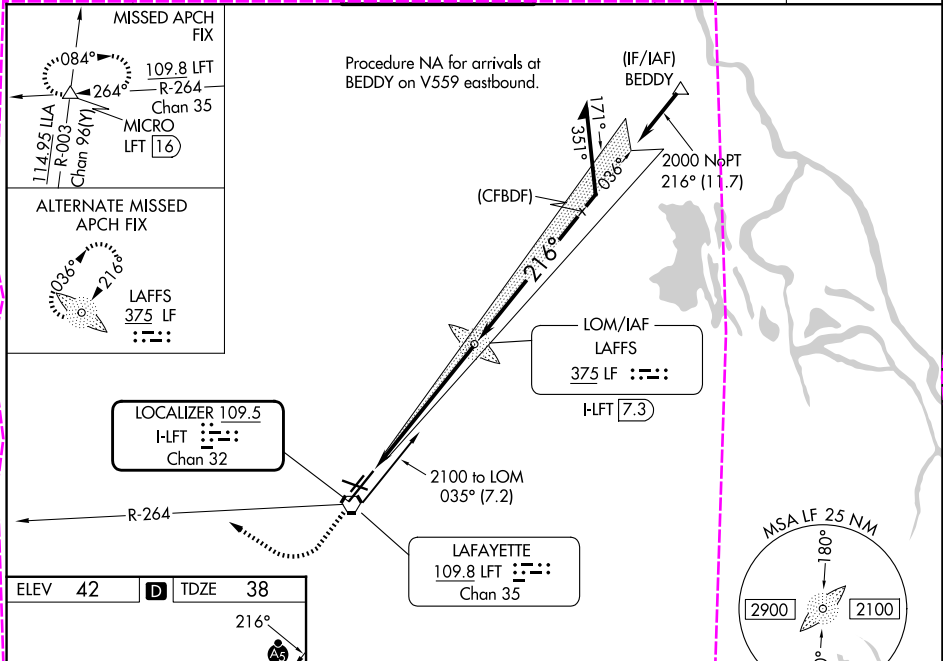 MISSED APCH
FIX
084°
109.8 LFT
264°
R-264
Chan 35
MICRO
LFT 16
114.95 LLA
R-003
Chan 96(Y)
ALTERNATE MISSED
APCH FIX
036°
216°
LAFFS
375 LF
Procedure NA for arrivals at
BEDDY on V559 eastbound.
(IF/IAF)
BEDDY
171°
351°
036°
2000 NoPT
216° (11.7)
(CFBDF)
216°
LOM/IAF
LAFFS
375 LF
I-LFT 7.3
LOCALIZER 109.5
I-LFT
Chan 32
2100 to LOM
035° (7.2)
R-264
LAFAYETTE
109.8 LFT
Chan 35
MSA LF 25 NM
180°
2900
2100
ELEV 42
D
TDZE 38
216°
A5